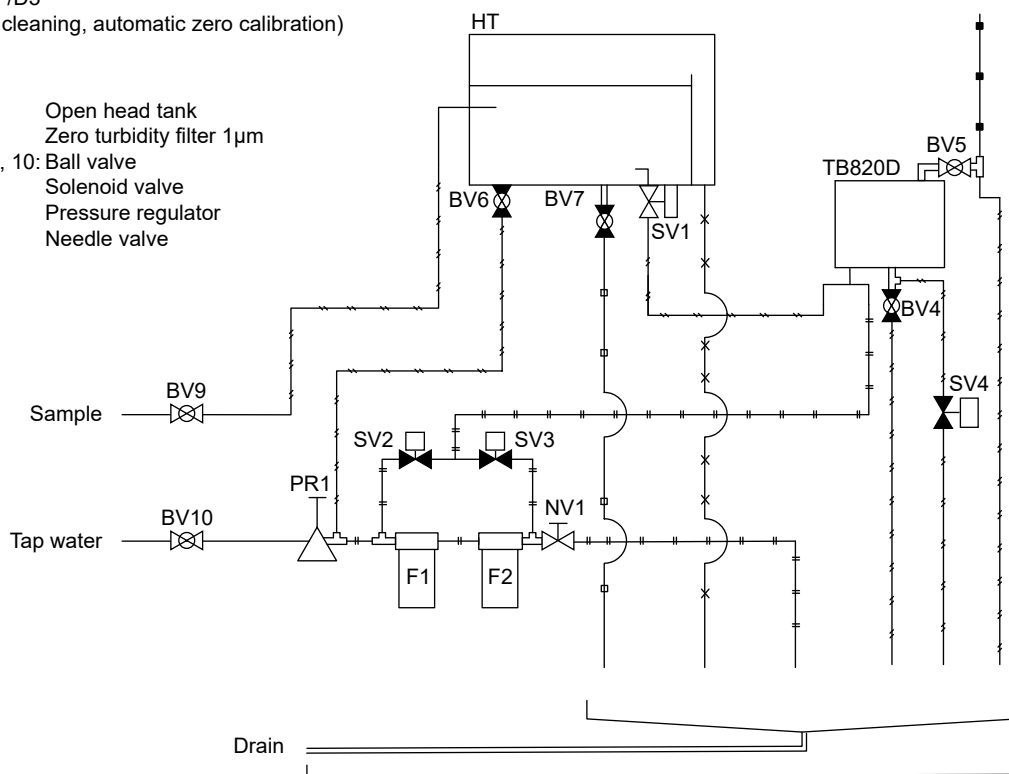 /D3
cleaning, automatic zero calibration)
HT
Open head tank
Zero turbidity filter 1µm
, 10: Ball valve
Solenoid valve
Pressure regulator
Needle valve
BV5
TB820D
BV6
BV7
SV1
BV4
BV9
SV4
Sample
SV2
SV3
PR1
NV1
BV10
Tap water
F1
F2
Drain